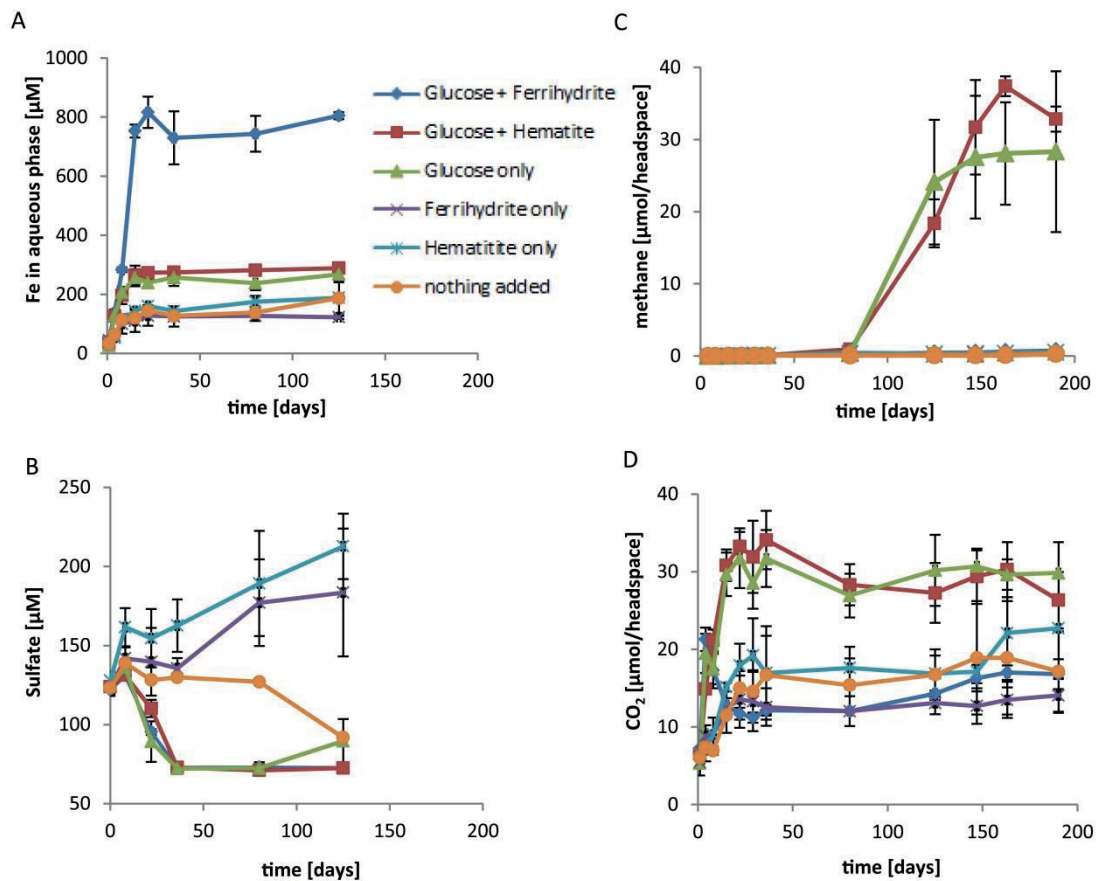 A
Fe in aqueous phase [µM]
1000
800
600
400
200
0
0
50
100
150
200
time [days]
Glucose + Ferrihydrite
Glucose + Hematite
Glucose only
Ferrihydrite only
Hematitite only
nothing added
C
methane [µmol/headspace]
40
30
20
10
0
0
50
100
150
200
time [days]
B
Sulfate [µM]
250
200
150
100
50
0
50
100
150
200
time [days]
D
CO2 [µmol/headspace]
40
30
20
10
0
0
50
100
150
200
time [days]